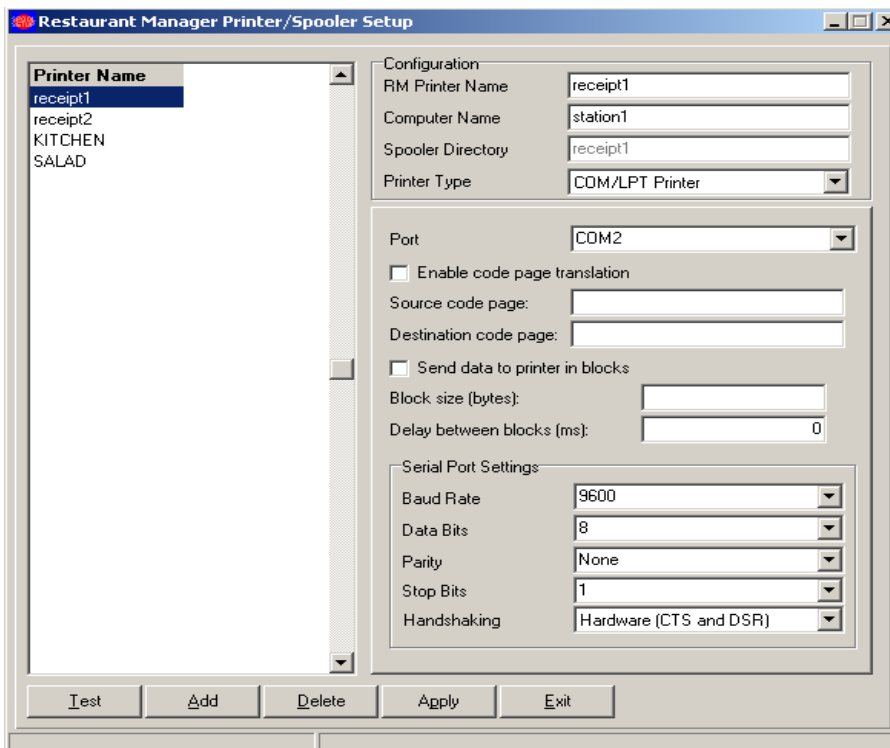 Restaurant Manager Printer/Spooler Setup
Printer Name
receipt1
receipt2
KITCHEN
SALAD
Configuration
RM Printer Name receipt1
Computer Name station1
Spooler Directory receipt1
Printer Type COM/LPT Printer
Port COM2
Enable code page translation
Source code page:
Destination code page:
Send data to printer in blocks
Block size (bytes):
Delay between blocks (ms): 0
Serial Port Settings
Baud Rate 9600
Data Bits 8
Parity None
Stop Bits 1
Handshaking Hardware (CTS and DSR)
Test Add Delete Apply Exit